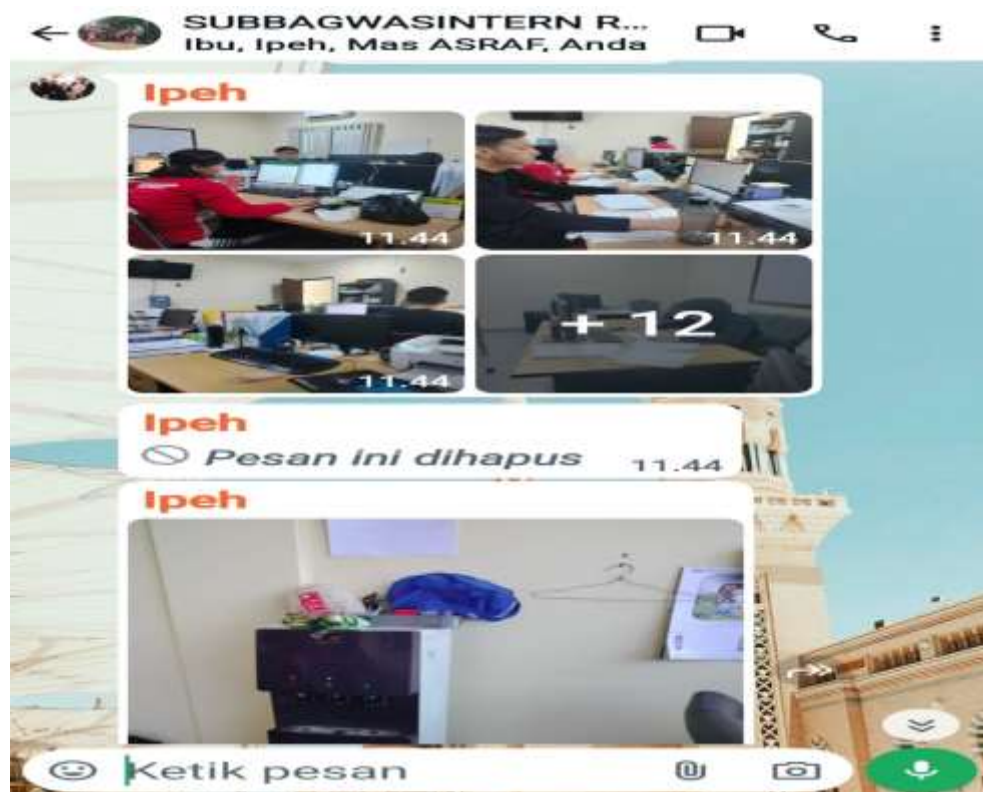 SUBBAGWASINTERN R...
Ibu, Ipeh, Mas ASRAF, Anda
Ipeh
11.44
11.44
11.44
+ 12
Ipeh
Pesan ini dihapus 11.44
Ipeh
Ketik pesan